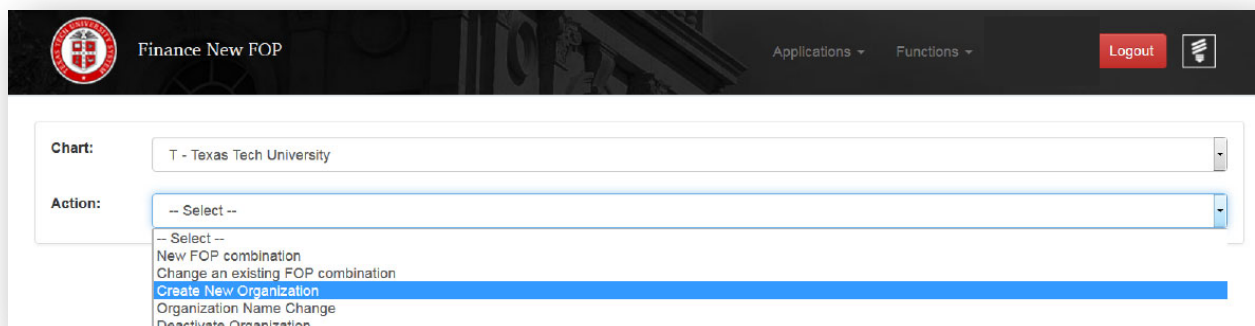 Finance New FOP
Applications Functions Logout
Chart: T - Texas Tech University
Action: -- Select --
-- Select --
New FOP combination
Change an existing FOP combination
Create New Organization
Organization Name Change
Deactivate Organization